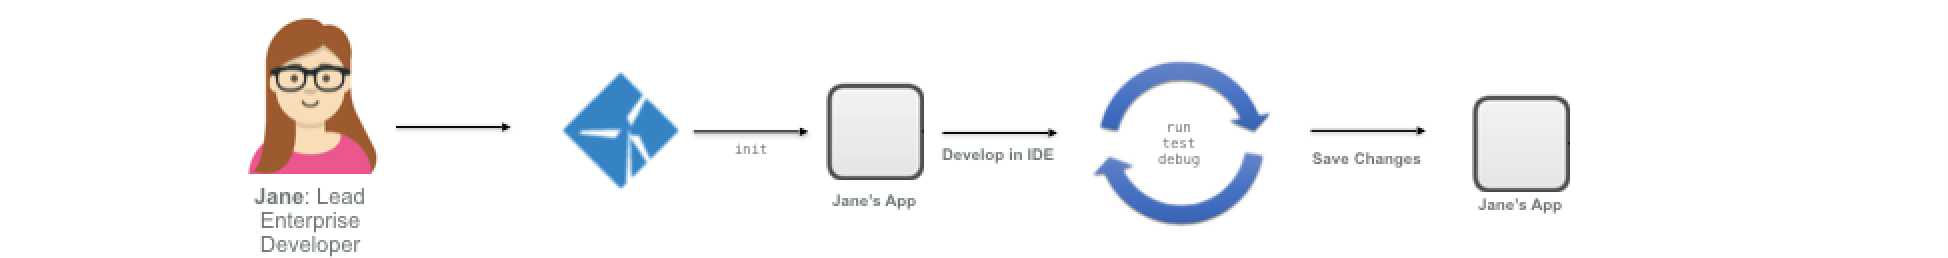 Jane: Lead
Enterprise
Developer
init
Jane's App
Develop in IDE
run
test
debug
Save Changes
Jane's App